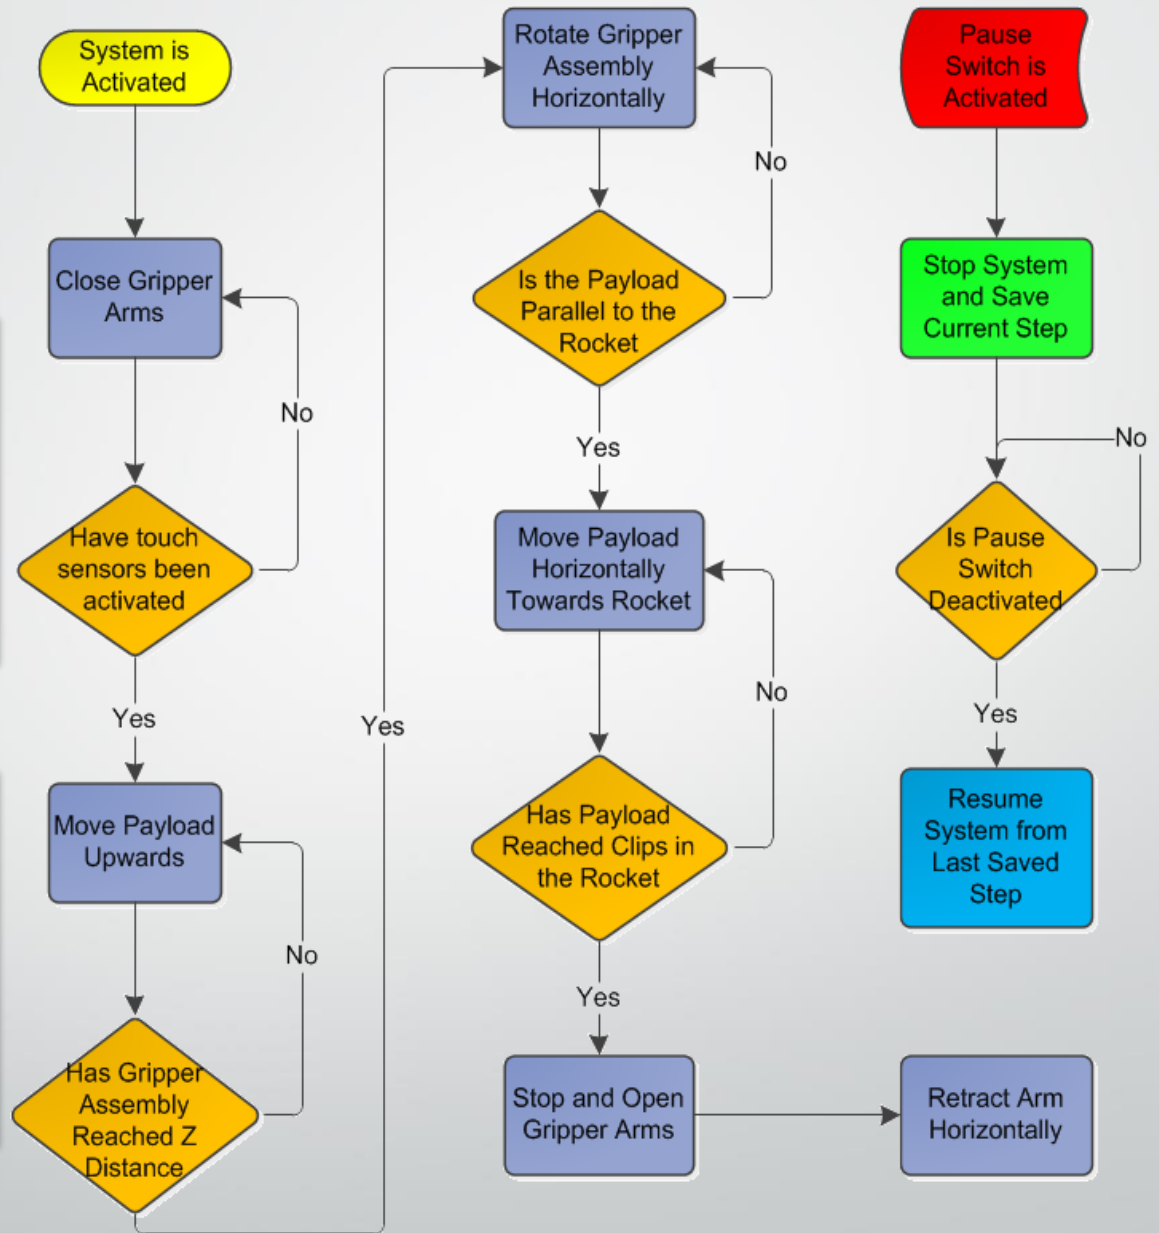 System is
Activated
Close Gripper
Arms
No
Have touch
sensors been
activated
Yes
Move Payload
Upwards
No
Has Gripper
Assembly
Reached Z
Distance
Yes
Rotate Gripper
Assembly
Horizontally
No
Is the Payload
Parallel to the
Rocket
Yes
Move Payload
Horizontally
Towards Rocket
No
Has Payload
Reached Clips in
the Rocket
Yes
Stop and Open
Gripper Arms
Retract Arm
Horizontally
Pause
Switch is
Activated
Stop System
and Save
Current Step
No
Is Pause
Switch
Deactivated
Yes
Resume
System from
Last Saved
Step